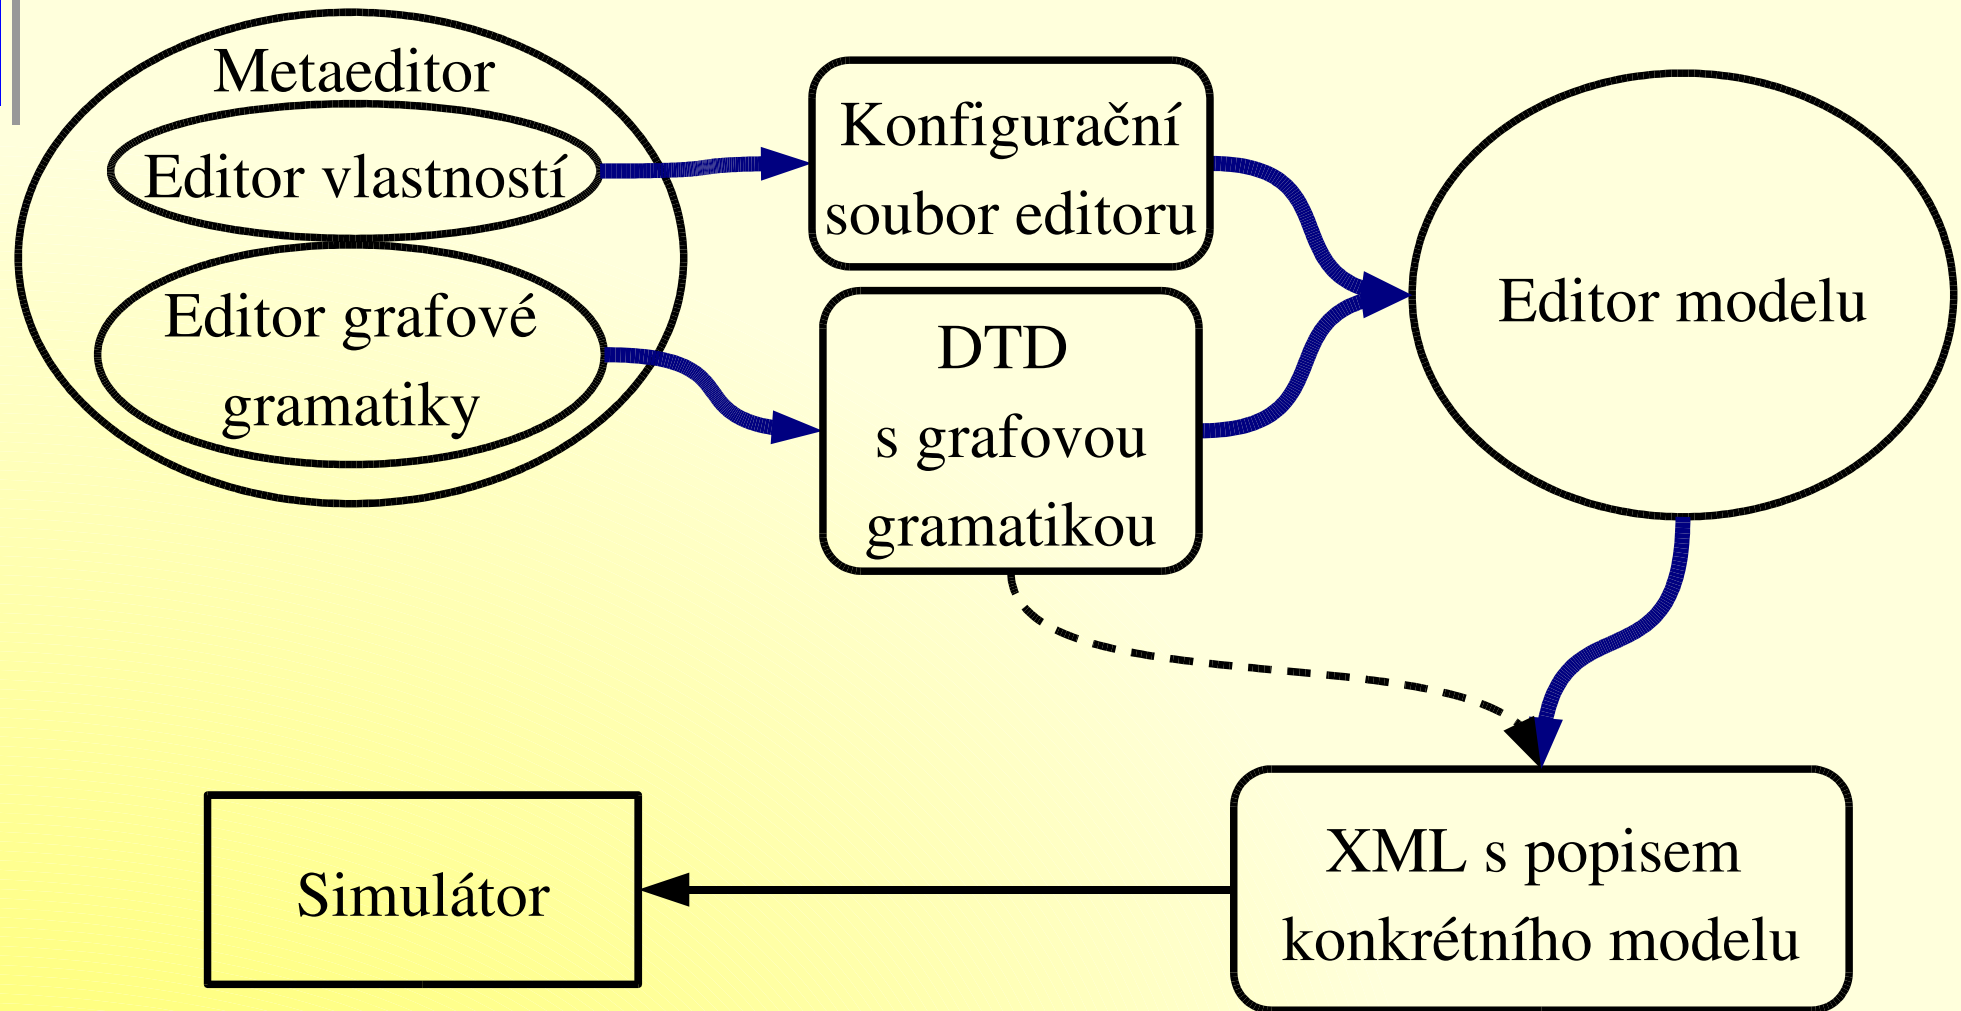 Metaeditor
Editor vlastností
Editor grafové
gramatiky
Konfigurační
soubor editoru
DTD
s grafovou
gramatikou
Editor modelu
XML s popisem
konkrétního modelu
Simulátor